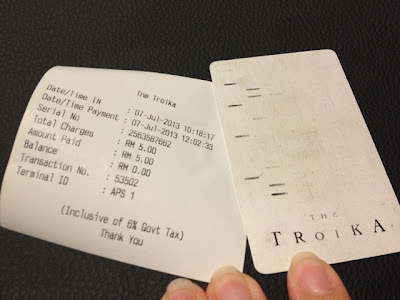 The Troika
Date/Time IN : 07-Jul-2013 10:18:17
Date/Time Payment : 07-Jul-2013 12:02:33
Serial No : 2563587662
Total Charges : RM 5.00
Amount Paid : RM 5.00
Balance : RM 0.00
Transaction No. : 53502
Terminal ID : APS 1
(Inclusive of 6% Govt Tax)
Thank You
THE
TROIKA